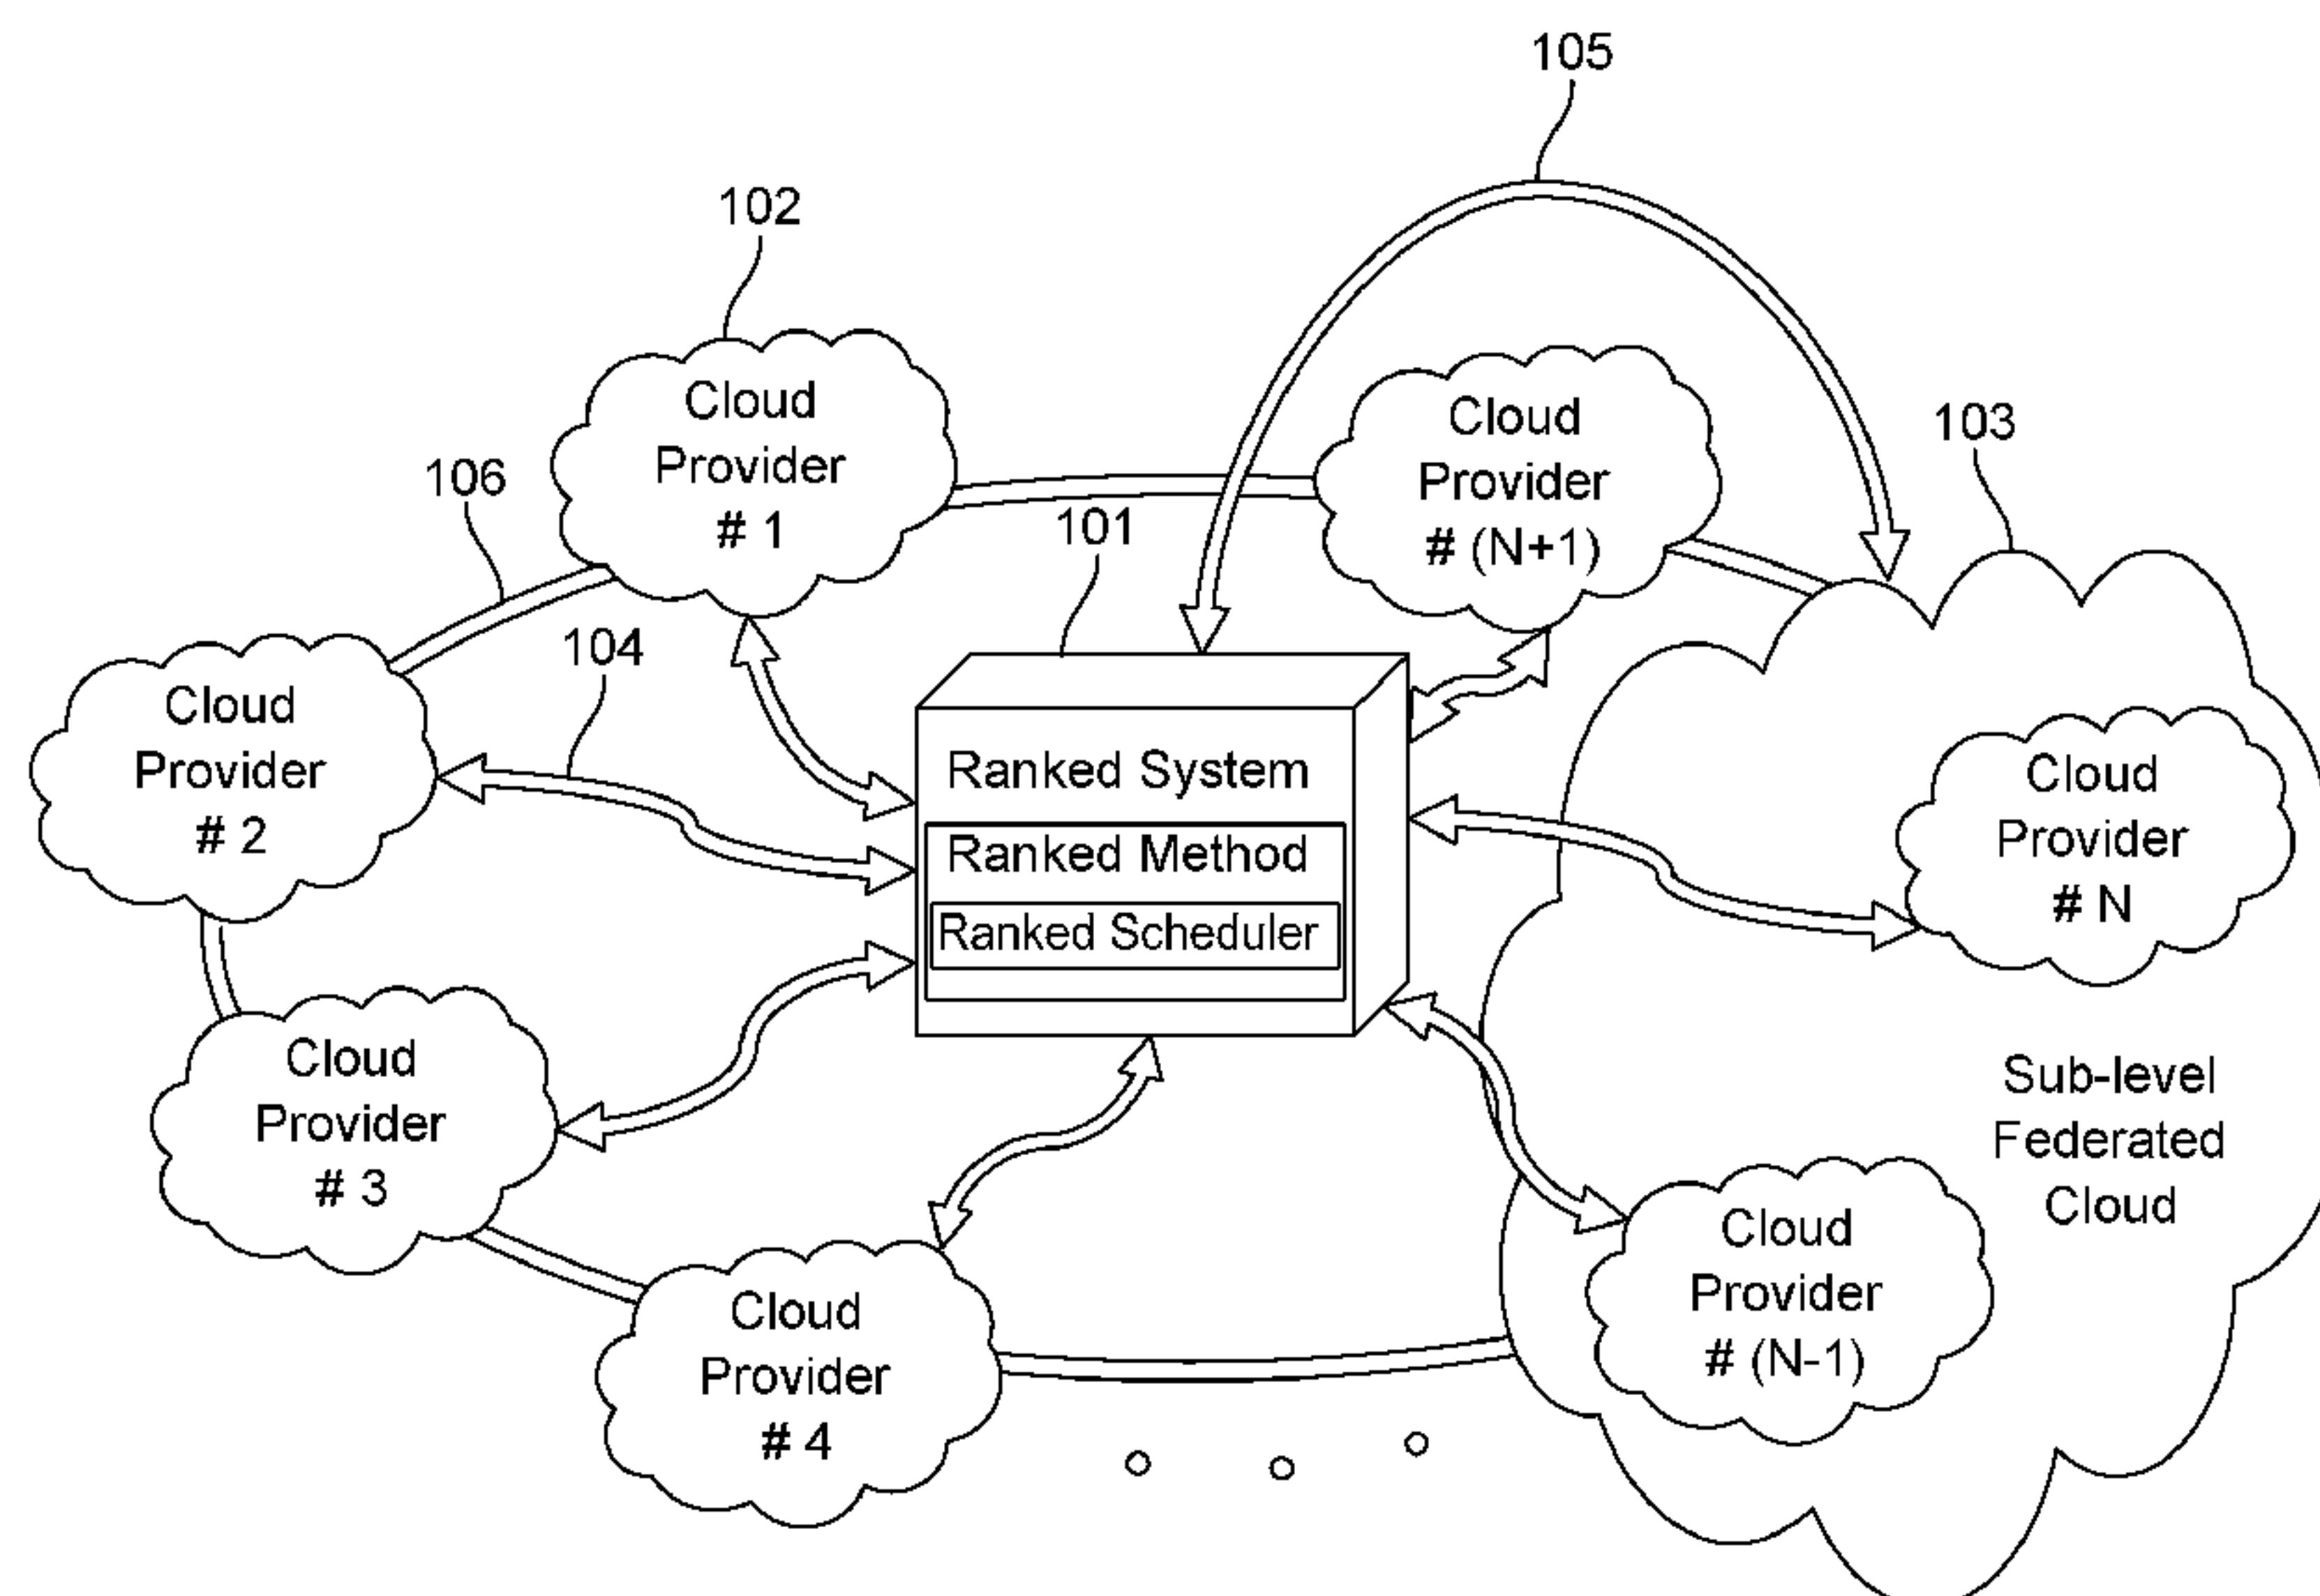 105
102
Cloud
Provider
# 1
Cloud
Provider
# (N+1)
103
106
101
104
Cloud
Provider
# 2
Ranked System
Ranked Method
Ranked Scheduler
Cloud
Provider
# N
Cloud
Provider
# 3
Sub-level
Federated
Cloud
Cloud
Provider
# 4
Cloud
Provider
# (N-1)